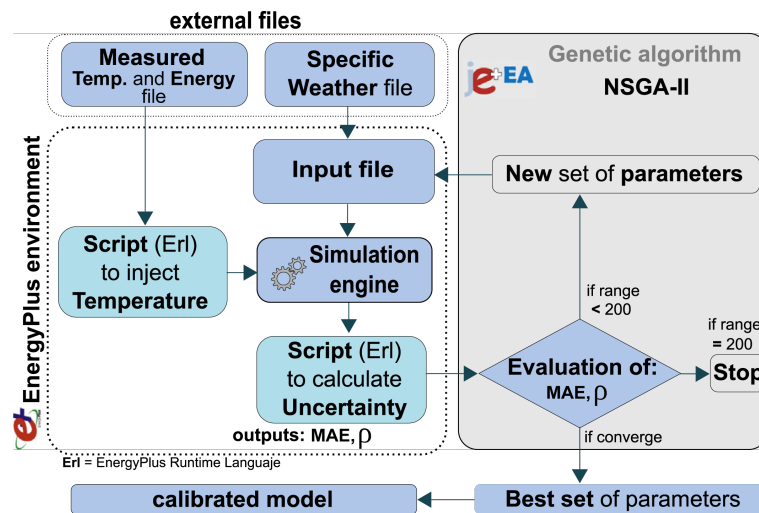 external files
Measured
Temp. and Energy
file
Specific
Weather file
je+EA
Genetic algorithm
NSGA-II
EnergyPlus environment
Input file
New set of parameters
Script (Erl)
to inject
Temperature
Simulation
engine
if range
< 200
if range
= 200
Script (Erl)
to calculate
Uncertainty
Evaluation of:
MAE, ρ
Stop
outputs: MAE, ρ
if converge
Erl = EnergyPlus Runtime Languaje
calibrated model
Best set of parameters